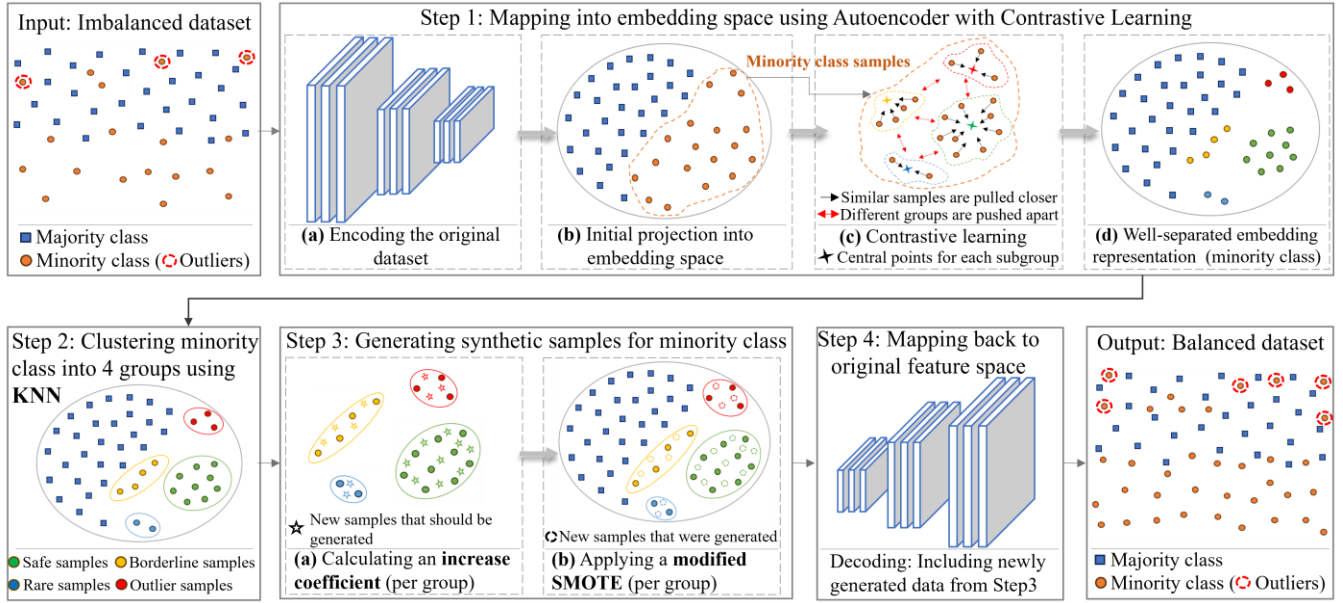 Input: Imbalanced dataset
Majority class
Minority class (Outliers)
Step 1: Mapping into embedding space using Autoencoder with Contrastive Learning
(a) Encoding the original
dataset
(b) Initial projection into
embedding space
Minority class samples
Similar samples are pulled closer
Different groups are pushed apart
(c) Contrastive learning
Central points for each subgroup
(d) Well-separated embedding
representation (minority class)
Step 2: Clustering minority
class into 4 groups using
KNN
Safe samples
Borderline samples
Rare samples
Outlier samples
Step 3: Generating synthetic samples for minority class
New samples that should be
generated
(a) Calculating an increase
coefficient (per group)
New samples that were generated
(b) Applying a modified
SMOTE (per group)
Step 4: Mapping back to
original feature space
Decoding: Including newly
generated data from Step3
Output: Balanced dataset
Majority class
Minority class (Outliers)